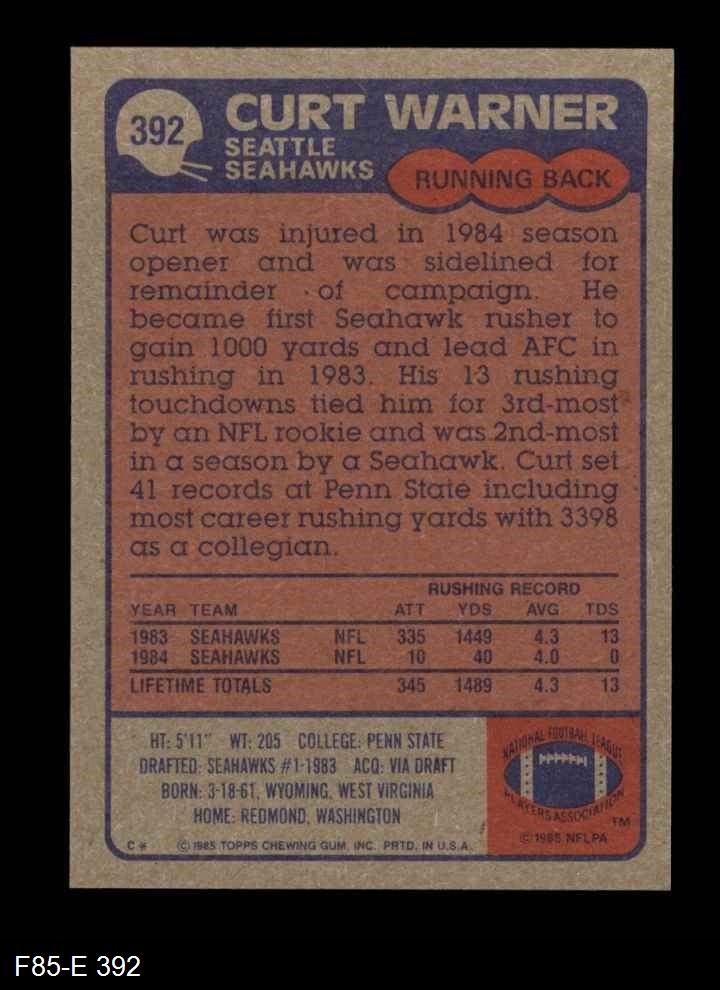 392
CURT WARNER
SEATTLE
SEAHAWKS
RUNNING BACK
Curt was injured in 1984 season
opener and was sidelined for
remainder of campaign. He
became first Seahawk rusher to
gain 1000 yards and lead AFC in
rushing in 1983. His 13 rushing
touchdowns tied him for 3rd-most
by an NFL rookie and was 2nd-most
in a season by a Seahawk. Curt set
41 records at Penn State including
most career rushing yards with 3398
as a collegian.
RUSHING RECORD
YEAR TEAM ATT YDS AVG TDS
1983 SEAHAWKS NFL 335 1449 4.3 13
1984 SEAHAWKS NFL 10 40 4.0 0
LIFETIME TOTALS 345 1489 4.3 13
HT: 5'11" WT: 205 COLLEGE: PENN STATE
DRAFTED: SEAHAWKS #1-1983 ACQ: VIA DRAFT
BORN: 3-18-61, WYOMING, WEST VIRGINIA
HOME: REDMOND, WASHINGTON
C* © 1985 TOPPS CHEWING GUM, INC. PRTD. IN U.S.A.
NATIONAL FOOTBALL LEAGUE
PLAYERS ASSOCIATION
TM
© 1985 NFLPA
F85-E 392